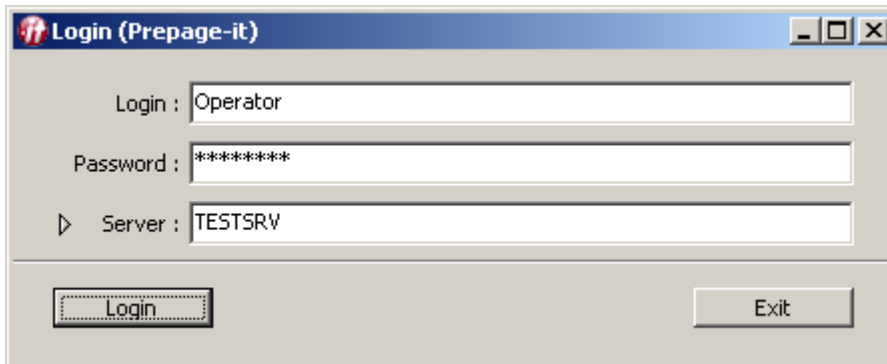 Login (Prepage-it)
Login : Operator
Password : ********
Server : TESTSRV
Login Exit